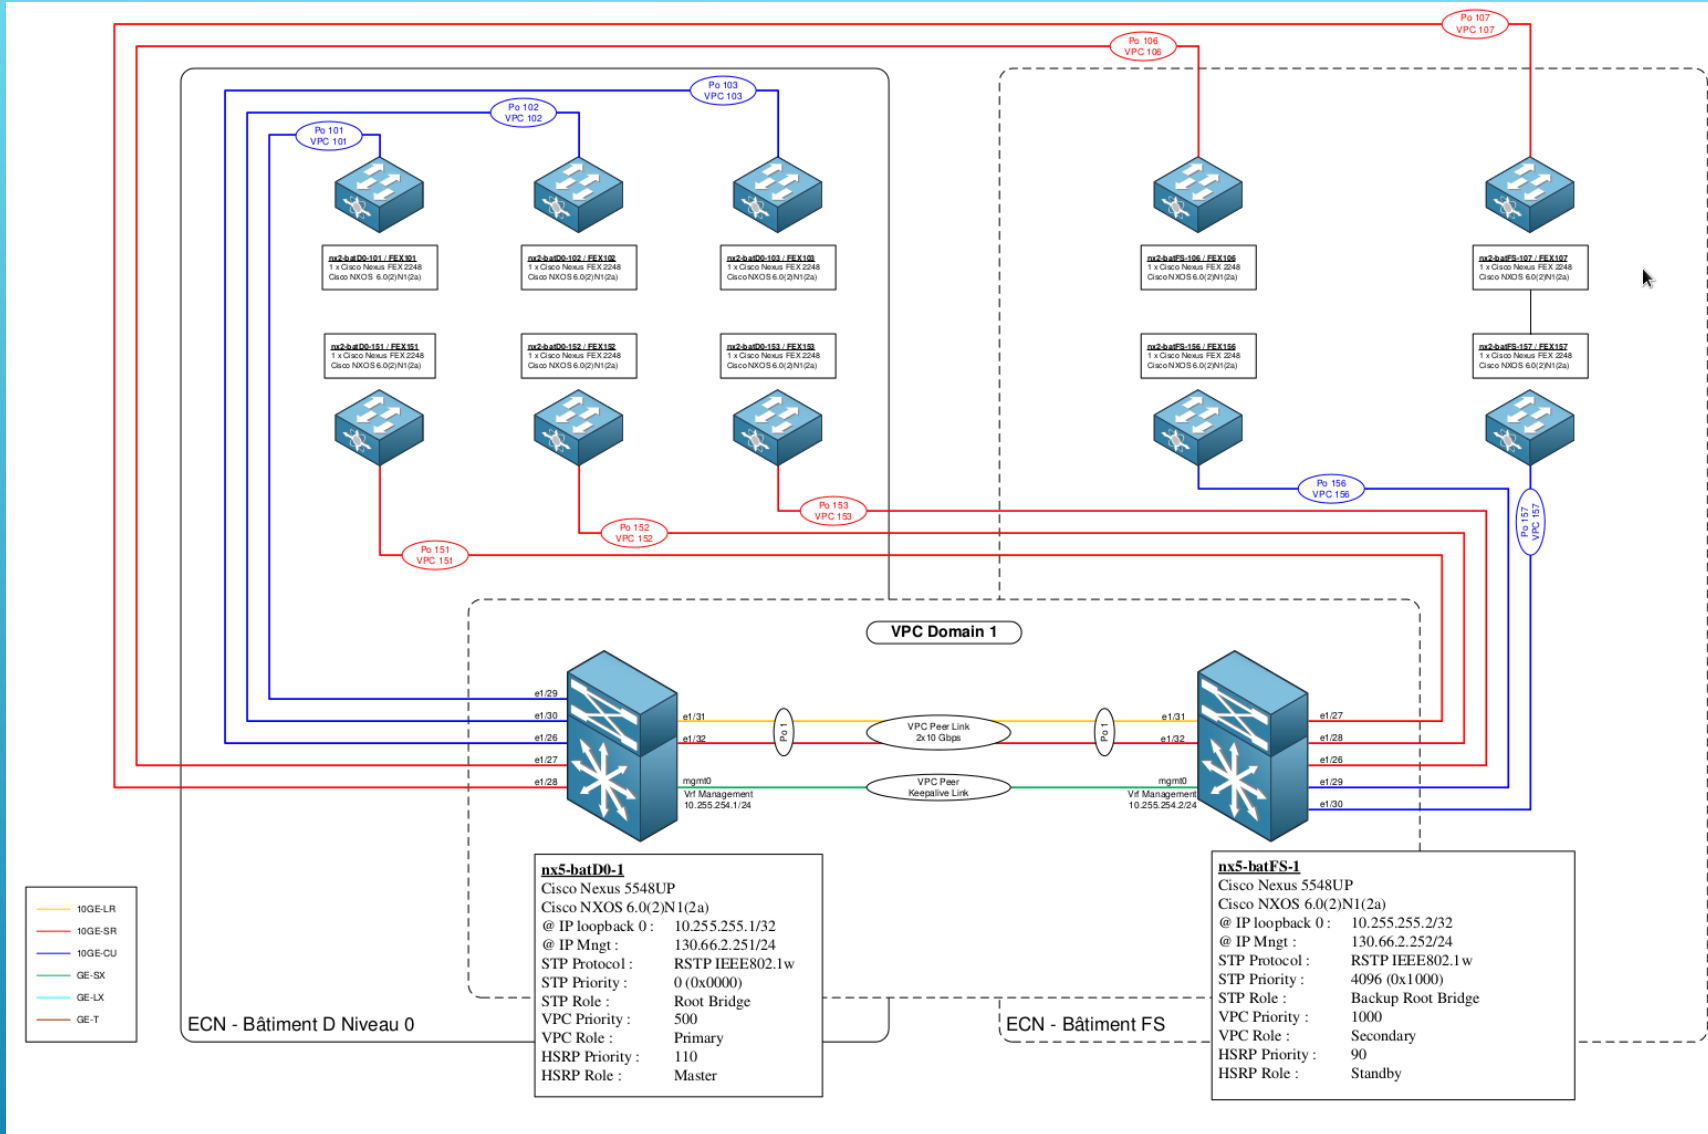 Po 107
VPC 107
Po 106
VPC 106
Po 103
VPC 103
Po 102
VPC 102
Po 101
VPC 101
nx2-batD0-101 / FEX101
1 x Cisco Nexus FEX 2248
Cisco NXOS 6.0(2)N1(2a)
nx2-batD0-102 / FEX102
1 x Cisco Nexus FEX 2248
Cisco NXOS 6.0(2)N1(2a)
nx2-batD0-103 / FEX103
1 x Cisco Nexus FEX 2248
Cisco NXOS 6.0(2)N1(2a)
nx2-batFS-106 / FEX106
1 x Cisco Nexus FEX 2248
Cisco NXOS 6.0(2)N1(2a)
nx2-batFS-107 / FEX107
1 x Cisco Nexus FEX 2248
Cisco NXOS 6.0(2)N1(2a)
nx2-batD0-151 / FEX151
1 x Cisco Nexus FEX 2248
Cisco NXOS 6.0(2)N1(2a)
nx2-batD0-152 / FEX152
1 x Cisco Nexus FEX 2248
Cisco NXOS 6.0(2)N1(2a)
nx2-batD0-153 / FEX153
1 x Cisco Nexus FEX 2248
Cisco NXOS 6.0(2)N1(2a)
nx2-batFS-156 / FEX156
1 x Cisco Nexus FEX 2248
Cisco NXOS 6.0(2)N1(2a)
nx2-batFS-157 / FEX157
1 x Cisco Nexus FEX 2248
Cisco NXOS 6.0(2)N1(2a)
Po 156
VPC 156
Po 157
VPC 157
Po 153
VPC 153
Po 152
VPC 152
Po 151
VPC 151
VPC Domain 1
e1/29
e1/30
e1/26
e1/27
e1/28
e1/31
e1/32
Po 1
VPC Peer Link
2x10 Gbps
Po 1
e1/31
e1/32
mgmt0
Vrf Management
10.255.254.1/24
VPC Peer
Keepalive Link
mgmt0
Vrf Management
10.255.254.2/24
e1/27
e1/28
e1/26
e1/29
e1/30
nx5-batD0-1
Cisco Nexus 5548UP
Cisco NXOS 6.0(2)N1(2a)
@ IP loopback 0 : 10.255.255.1/32
@ IP Mngt : 130.66.2.251/24
STP Protocol : RSTP IEEE802.1w
STP Priority : 0 (0x0000)
STP Role : Root Bridge
VPC Priority : 500
VPC Role : Primary
HSRP Priority : 110
HSRP Role : Master
nx5-batFS-1
Cisco Nexus 5548UP
Cisco NXOS 6.0(2)N1(2a)
@ IP loopback 0 : 10.255.255.2/32
@ IP Mngt : 130.66.2.252/24
STP Protocol : RSTP IEEE802.1w
STP Priority : 4096 (0x1000)
STP Role : Backup Root Bridge
VPC Priority : 1000
VPC Role : Secondary
HSRP Priority : 90
HSRP Role : Standby
10GE-LR
10GE-SR
10GE-CU
GE-SX
GE-LX
GE-T
ECN - Bâtiment D Niveau 0
ECN - Bâtiment FS